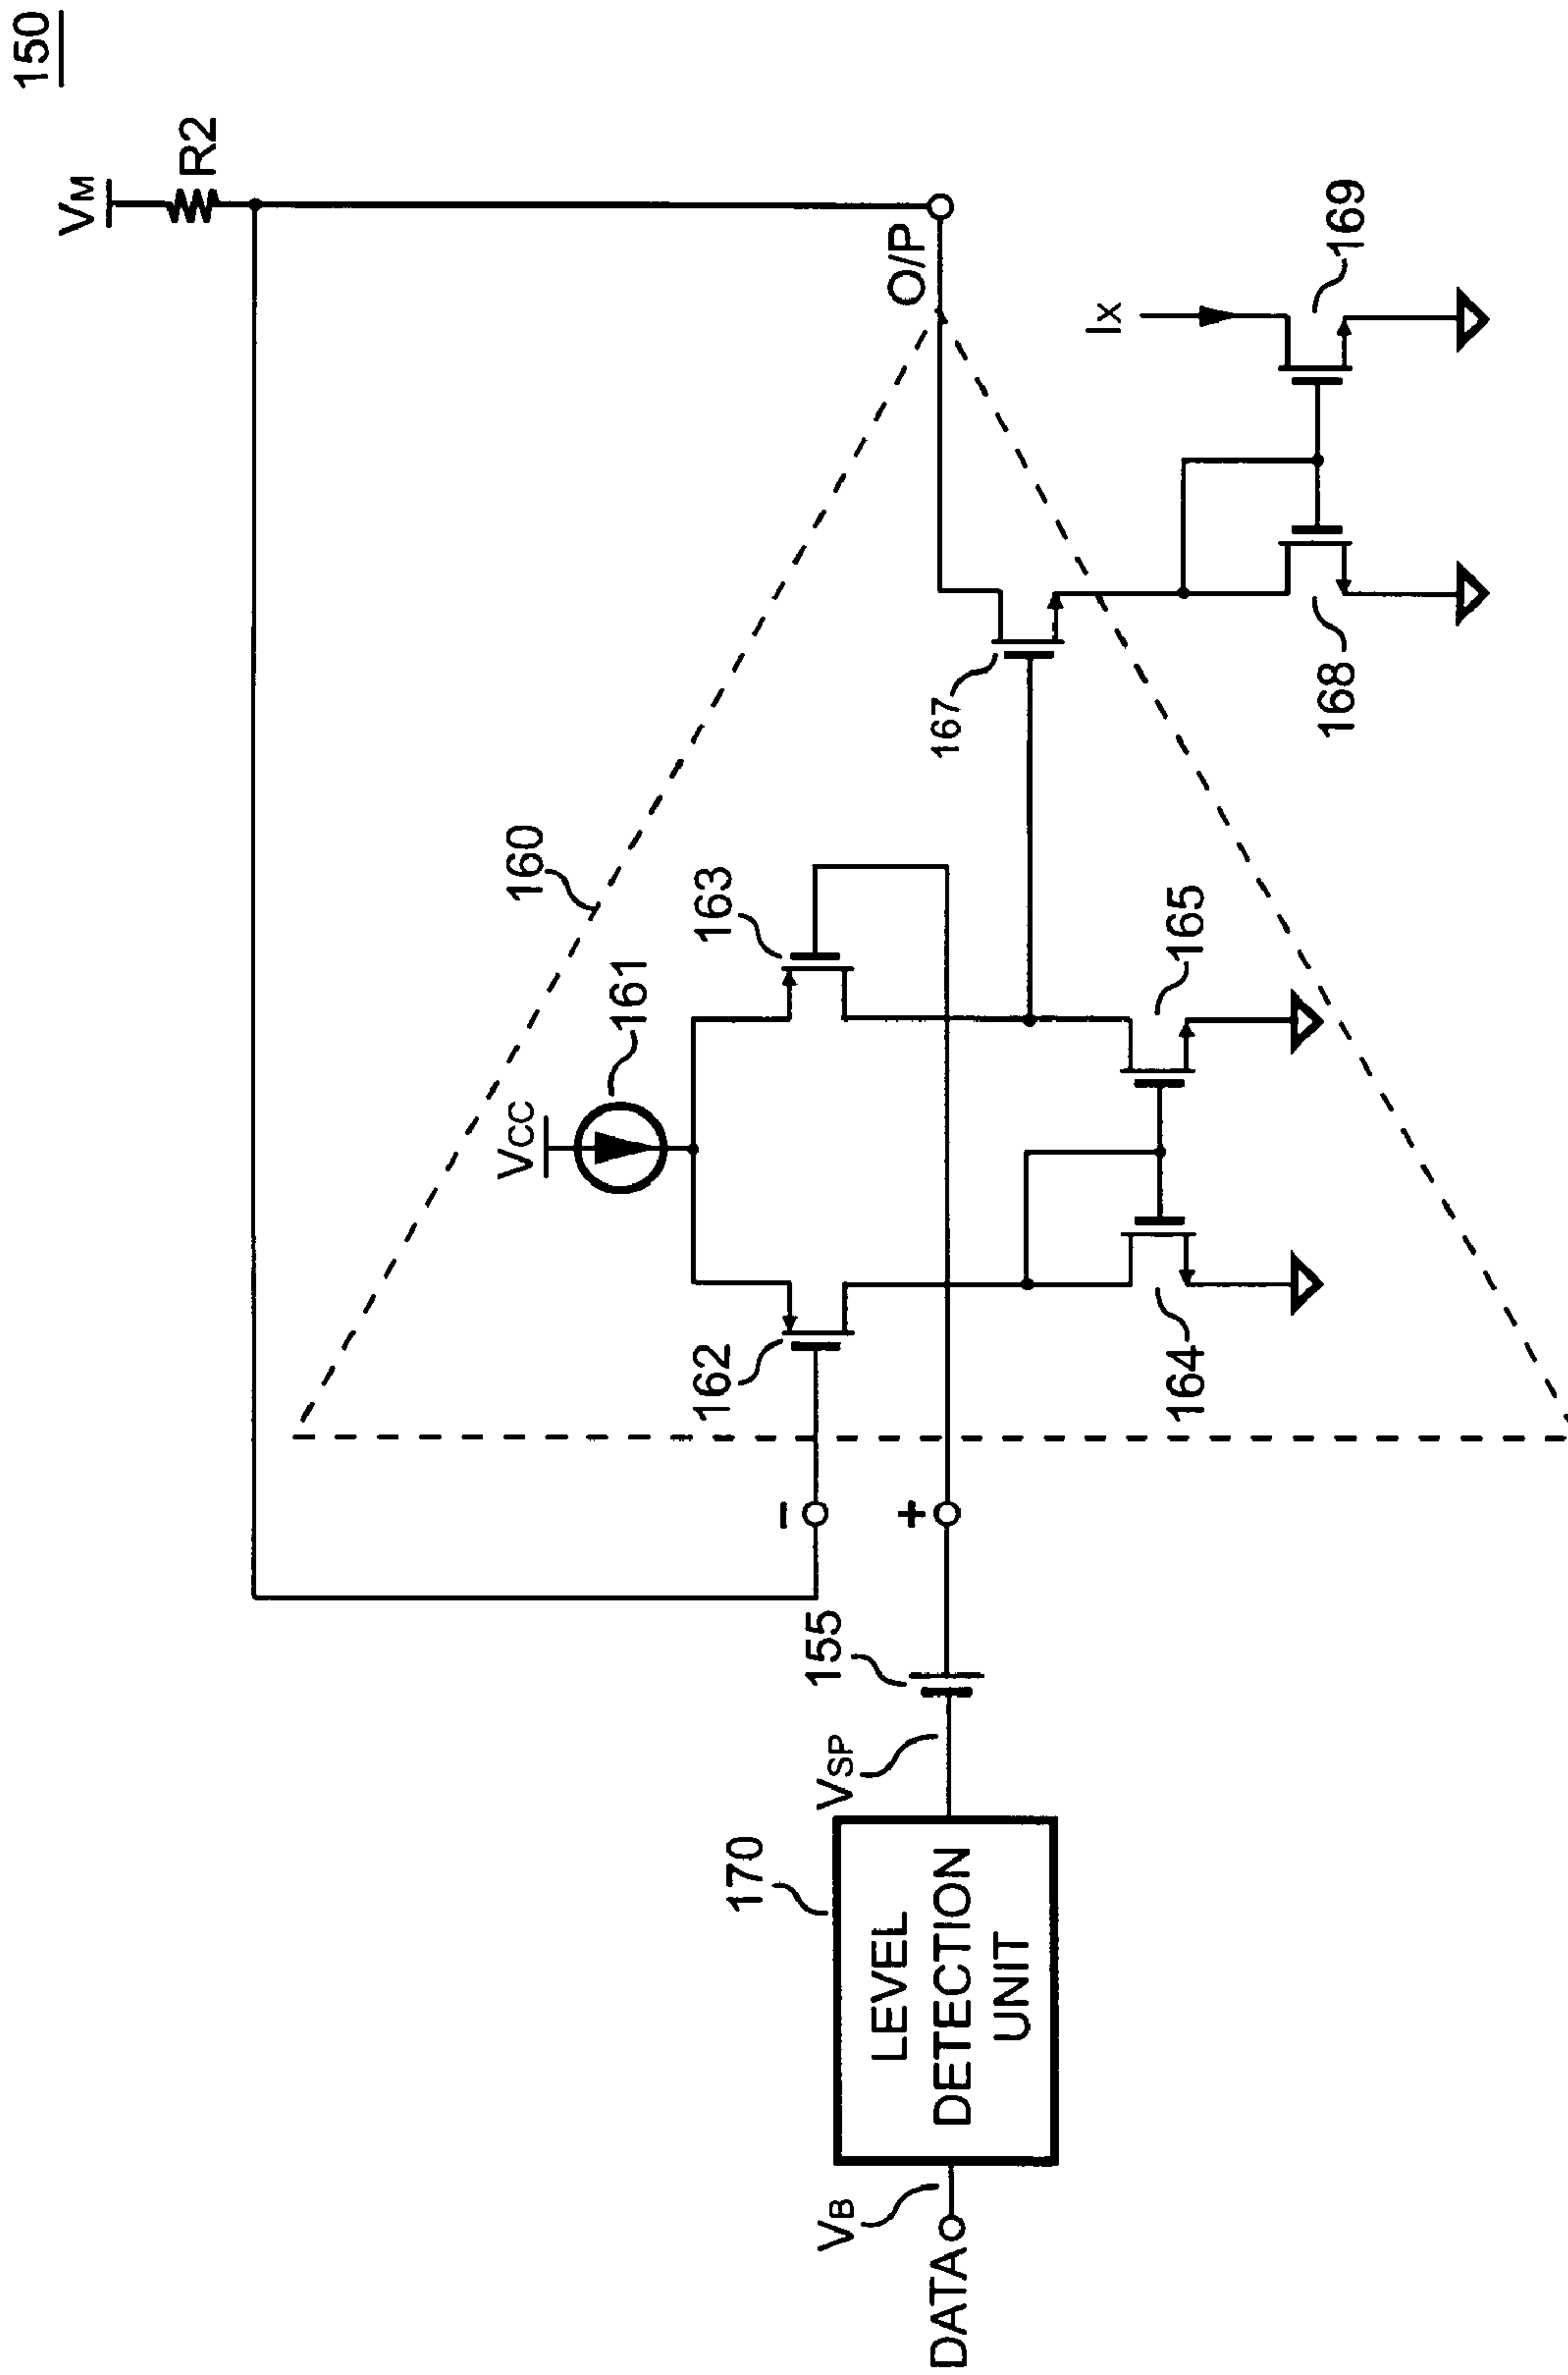 150
VM
R2
O/P
IX
169
168
167
160
163
161
VCC
165
162
164
-
+
155
VSP
170
LEVEL
DETECTION
UNIT
VB
DATA